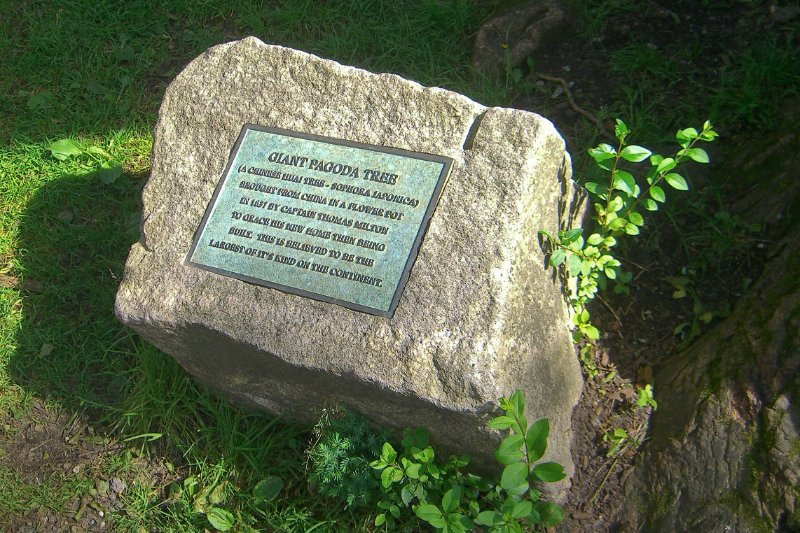 GIANT PAGODA TREE
(A CHINESE HUAI TREE - SOPHORA JAPONICA)
BROUGHT FROM CHINA IN A FLOWER POT
IN 1837 BY CAPTAIN THOMAS MILTON
TO GRACE HIS NEW HOME THEN BEING
BUILT. THIS IS BELIEVED TO BE THE
LARGEST OF IT'S KIND ON THE CONTINENT.